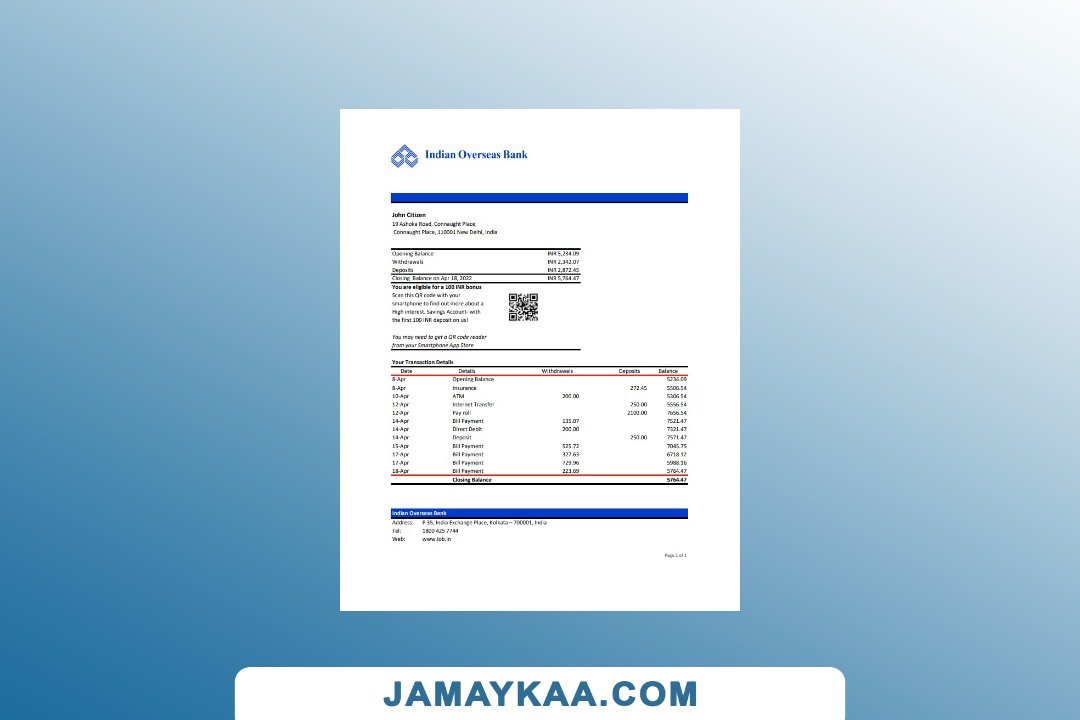 Indian Overseas Bank
John Citizen
19 Ashoka Road, Connaught Place,
Connaught Place, 110001 New Delhi, India
Opening Balance INR 5,234.09
Withdrawals INR 2,342.07
Deposits INR 2,872.45
Closing Balance on Apr 18, 2022 INR 5,764.47
You are eligible for a 100 INR bonus
Scan this QR code with your
smartphone to find out more about a
High interest. Savings Account- with
the first 100 INR deposit on us!
You may need to get a QR code reader
from your Smartphone App Store
Your Transaction Details
Date Details Withdrawals Deposits Balance
8-Apr Opening Balance 5234.09
8-Apr Insurance 272.45 5506.54
10-Apr ATM 200.00 5306.54
12-Apr Internet Transfer 250.00 5556.54
12-Apr Pay roll 2100.00 7656.54
14-Apr Bill Payment 135.07 7521.47
14-Apr Direct Debit 200.00 7321.47
14-Apr Deposit 250.00 7571.47
15-Apr Bill Payment 525.72 7045.75
17-Apr Bill Payment 327.63 6718.12
17-Apr Bill Payment 729.96 5988.16
18-Apr Bill Payment 223.69 5764.47
Closing Balance 5764.47
Indian Overseas Bank
Address: P 35, India Exchange Place, Kolkata – 700001, India
Tel: 1800 425 7744
Web: www.iob.in
Page 1 of 1
JAMAYKAA.COM